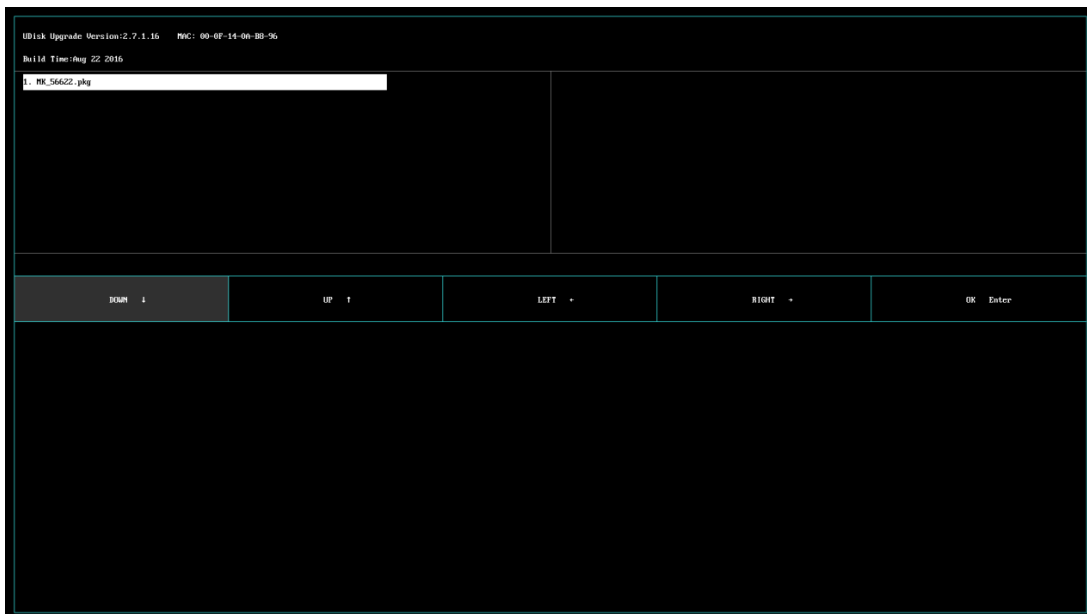 UDisk Upgrade Version:2.7.1.16 MAC: 00-0F-14-0A-B8-96
Build Time:Aug 22 2016
1. MK_5662Z.pkg
DOWN ↓ UP ↑ LEFT ← RIGHT → OK Enter